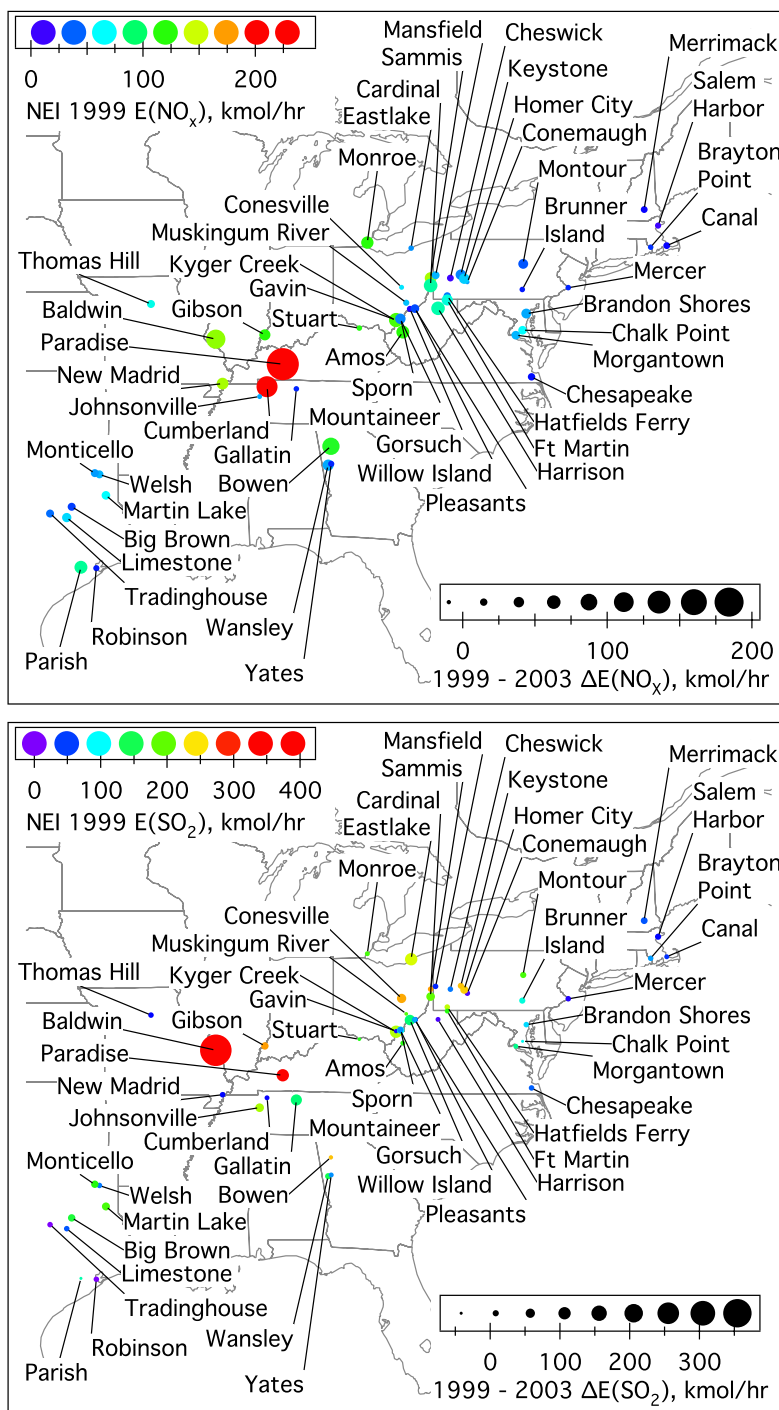 0 100 200
NEI 1999 E(NOx), kmol/hr
Mansfield
Sammis
Cardinal
Eastlake
Monroe
Cheswick
Keystone
Homer City
Conemaugh
Merrimack
Salem
Harbor
Brayton
Point
Canal
Montour
Brunner
Island
Mercer
Brandon Shores
Chalk Point
Morgantown
Chesapeake
Conesville
Muskingum River
Kyger Creek
Gavin
Stuart
Thomas Hill
Baldwin
Gibson
Paradise
New Madrid
Johnsonville
Cumberland
Gallatin
Bowen
Amos
Sporn
Mountaineer
Gorsuch
Willow Island
Pleasants
Hatfields Ferry
Ft Martin
Harrison
Monticello
Welsh
Martin Lake
Big Brown
Limestone
Tradinghouse
Robinson
Parish
Wansley
Yates
0 100 200
1999 - 2003 ΔE(NOX), kmol/hr
0 100 200 300 400
NEI 1999 E(SO2), kmol/hr
Mansfield
Sammis
Cardinal
Eastlake
Monroe
Cheswick
Keystone
Homer City
Conemaugh
Merrimack
Salem
Harbor
Brayton
Point
Canal
Montour
Brunner
Island
Mercer
Brandon Shores
Chalk Point
Morgantown
Chesapeake
Conesville
Muskingum River
Kyger Creek
Gavin
Stuart
Thomas Hill
Baldwin
Gibson
Paradise
New Madrid
Johnsonville
Cumberland
Gallatin
Bowen
Amos
Sporn
Mountaineer
Gorsuch
Willow Island
Pleasants
Hatfields Ferry
Ft Martin
Harrison
Monticello
Welsh
Martin Lake
Big Brown
Limestone
Tradinghouse
Robinson
Parish
Wansley
Yates
0 100 200 300
1999 - 2003 ΔE(SO2), kmol/hr